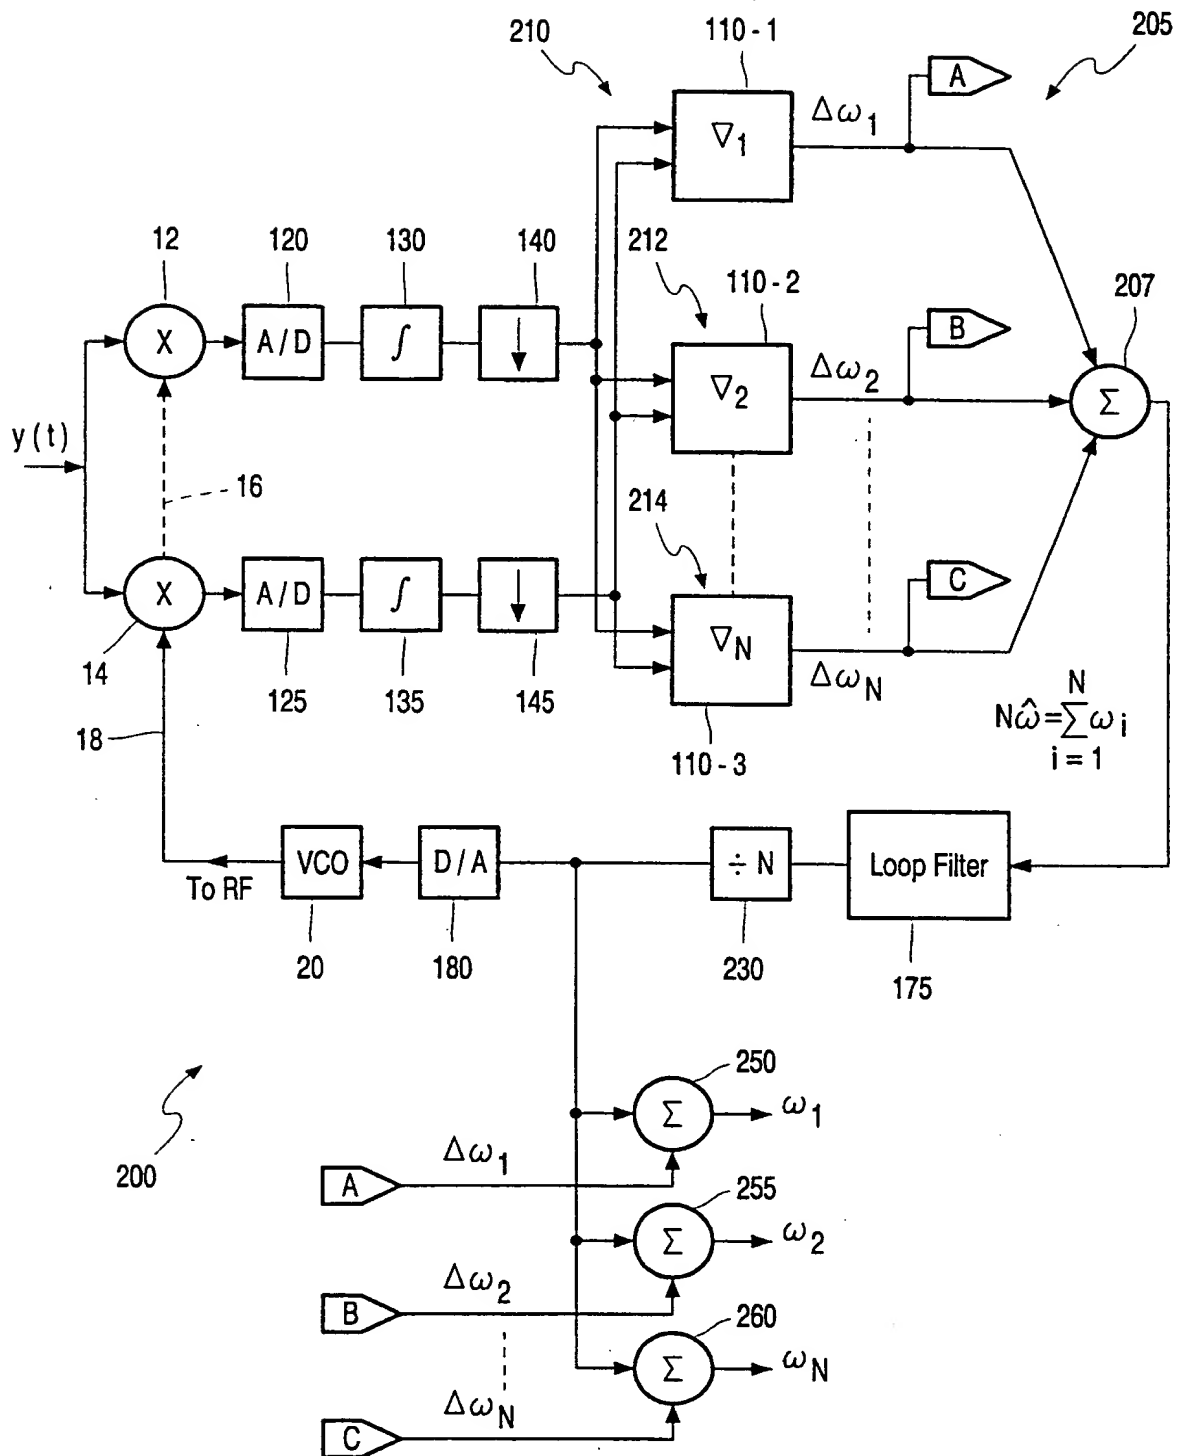 210
110-1
205
A
∇1
Δω1
12
120
130
140
212
110-2
207
X
A/D
∫
↓
B
∇2
Δω2
Σ
y(t)
16
214
C
X
A/D
∫
↓
∇N
ΔωN
14
125
135
145
110-3
Nω̂=Σωi
N
i=1
18
VCO
D/A
÷N
Loop Filter
To RF
20
180
230
175
250
Σ
ω1
Δω1
A
200
255
Σ
ω2
Δω2
B
260
Σ
ωN
ΔωN
C